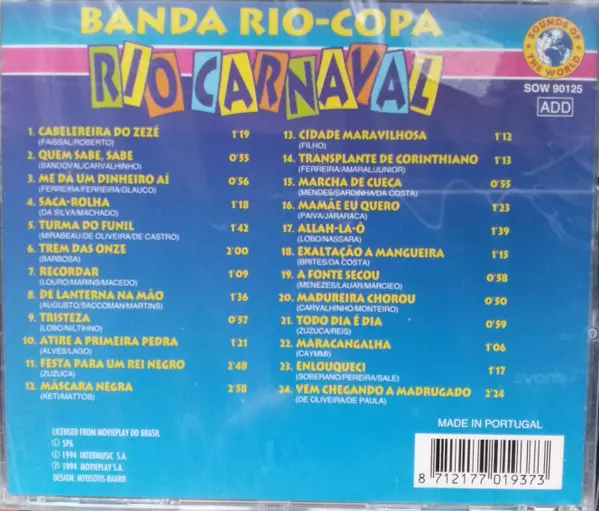 BANDA RIO-COPA
RIO CARNAVAL
SOUNDS OF THE WORLD
SOW 90125
ADD
1. CABELEREIRA DO ZEZÉ 1'19
(FAISSAL/ROBERTO)
2. QUEM SABE, SABE 0'55
(SANDOVAL/CARVALHINHO)
3. ME DÁ UM DINHEIRO AÍ 0'56
(FERREIRA/FERREIRA/GLAUCO)
4. SACA-ROLHA 1'18
(DA SILVA/MACHADO)
5. TURMA DO FUNIL 1'42
(MIRABEAU/DE OLIVEIRA/DE CASTRO)
6. TREM DAS ONZE 2'00
(BARBOSA)
7. RECORDAR 1'09
(LOURO/MARINS/MACEDO)
8. DE LANTERNA NA MÃO 1'36
(AUGUSTO/SACCOMAN/MARTINS)
9. TRISTEZA 0'57
(LOBO/NILTIHNO)
10. ATIRE A PRIMEIRA PEDRA 1'21
(ALVES/LAGO)
11. FESTA PARA UM REI NEGRO 2'48
(ZUZUCA)
12. MÁSCARA NEGRA 2'58
(KETI/MATTOS)
13. CIDADE MARAVILHOSA 1'12
(FILHO)
14. TRANSPLANTE DE CORINTHIANO 1'13
(FERREIRA/AMARAL/JUNIOR)
15. MARCHA DE CUECA 0'55
(MENDES/SARDINHA/DA COSTA)
16. MAMÃE EU QUERO 1'23
(PAIVA/JARARACA)
17. ALLAH-LÁ-Ô 1'39
(LOBO/NASSARA)
18. EXALTAÇÃO A MANGUEIRA 1'15
(BRITES/DA COSTA)
19. A FONTE SECOU 0'58
(MENEZES/LAUAR/MARCIEO)
20. MADUREIRA CHOROU 0'50
(CARVALHINHO/MONTEIRO)
21. TODO DIA É DIA 0'59
(ZUZUCA/REIS)
22. MARACANGALHA 1'06
(CAYMMI)
23. ENLOUQUECI 1'17
(SOBERANO/PEREIRA/SALE)
24. VEM CHEGANDO A MADRUGADO 2'24
(DE OLIVEIRA/DE PAULA)
LICENSED FROM MOVIEPLAY DO BRASIL
Ⓛ SPA
© 1994 INTERMUSIC S.A.
Ⓟ 1994 MOVIEPLAY S.A.
DESIGN: MYOSOTIS-BAARN
MADE IN PORTUGAL
8 712177 019373